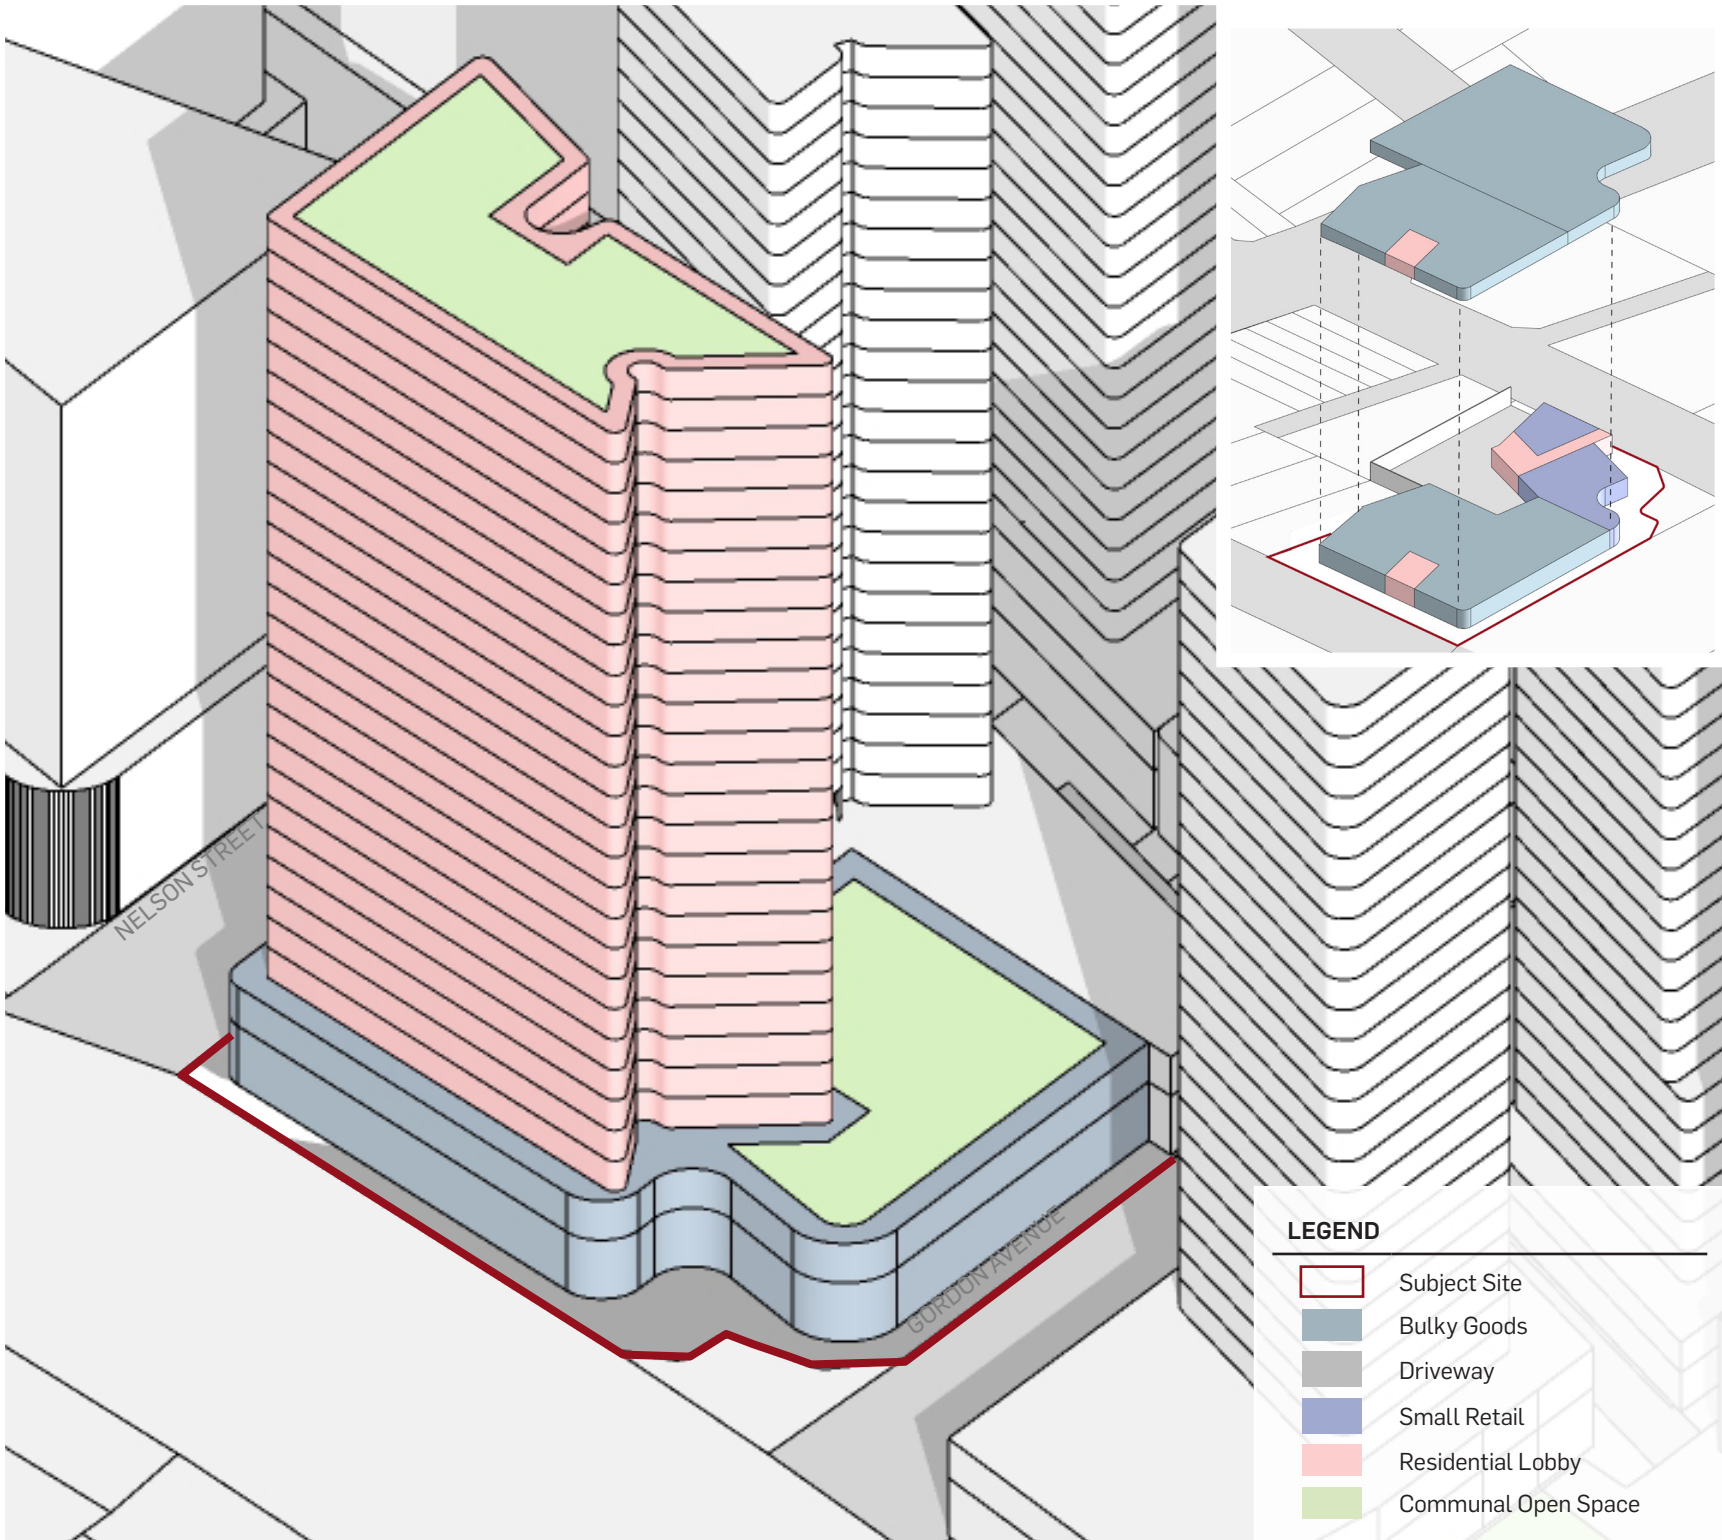 NELSON STREET
GORDON AVENUE
LEGEND
Subject Site
Bulky Goods
Driveway
Small Retail
Residential Lobby
Communal Open Space